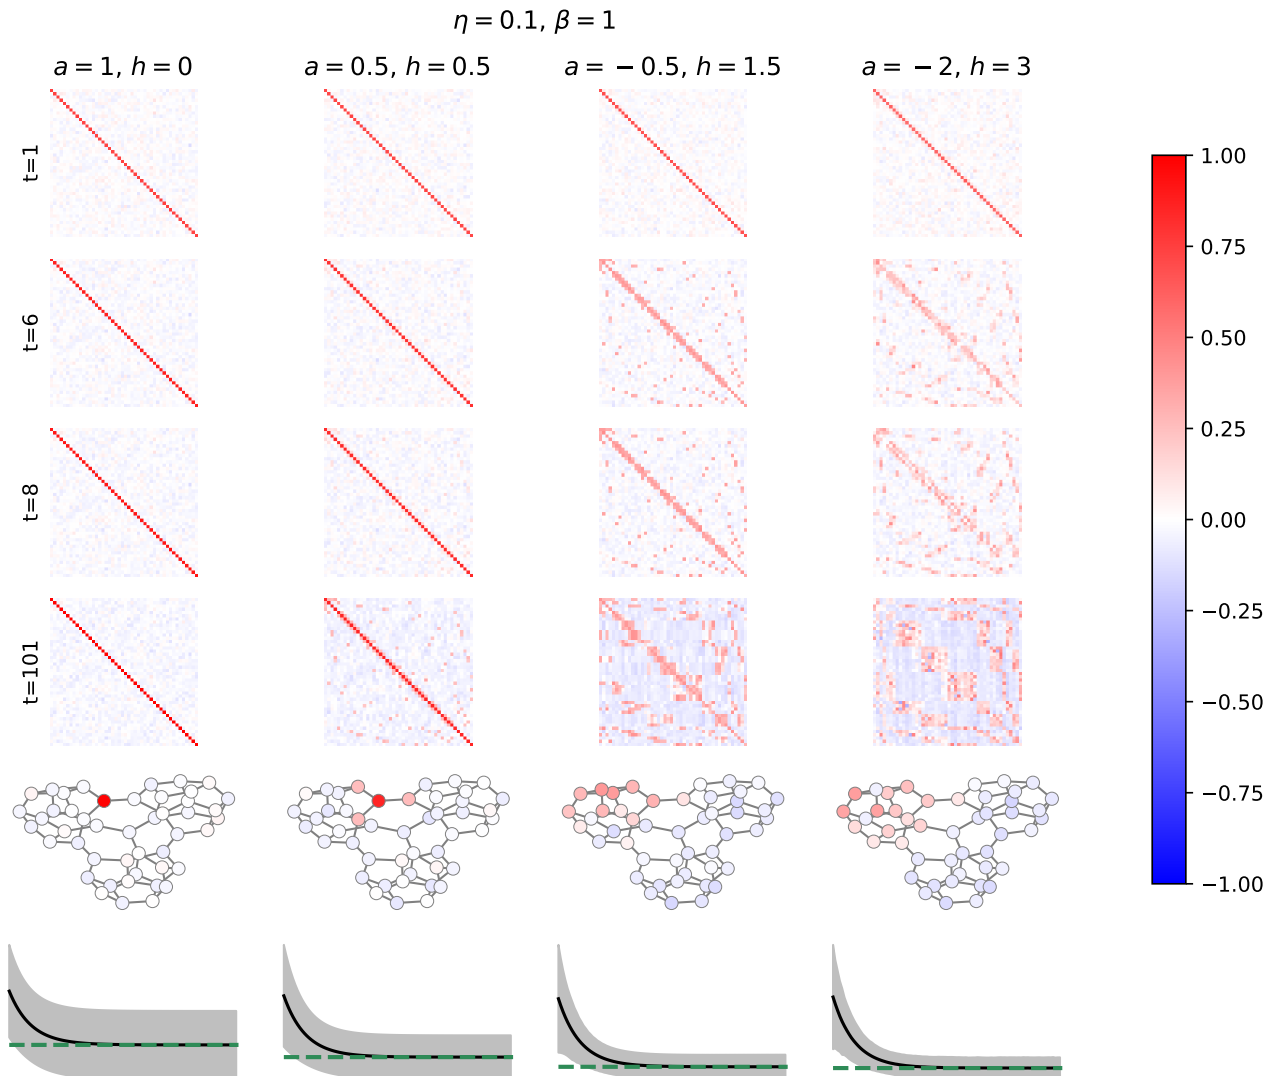 η = 0.1, β = 1
a = 1, h = 0
a = 0.5, h = 0.5
a = −0.5, h = 1.5
a = −2, h = 3
t=1
t=6
t=8
t=101
1.00
0.75
0.50
0.25
0.00
−0.25
−0.50
−0.75
−1.00